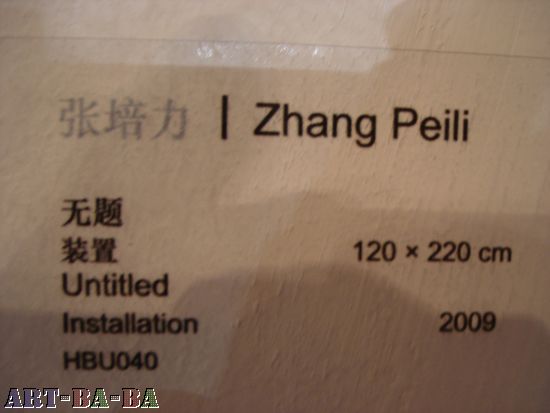 张培力 | Zhang Peili
无题
装置 120 × 220 cm
Untitled
Installation 2009
HBU040
ART-BA-BA